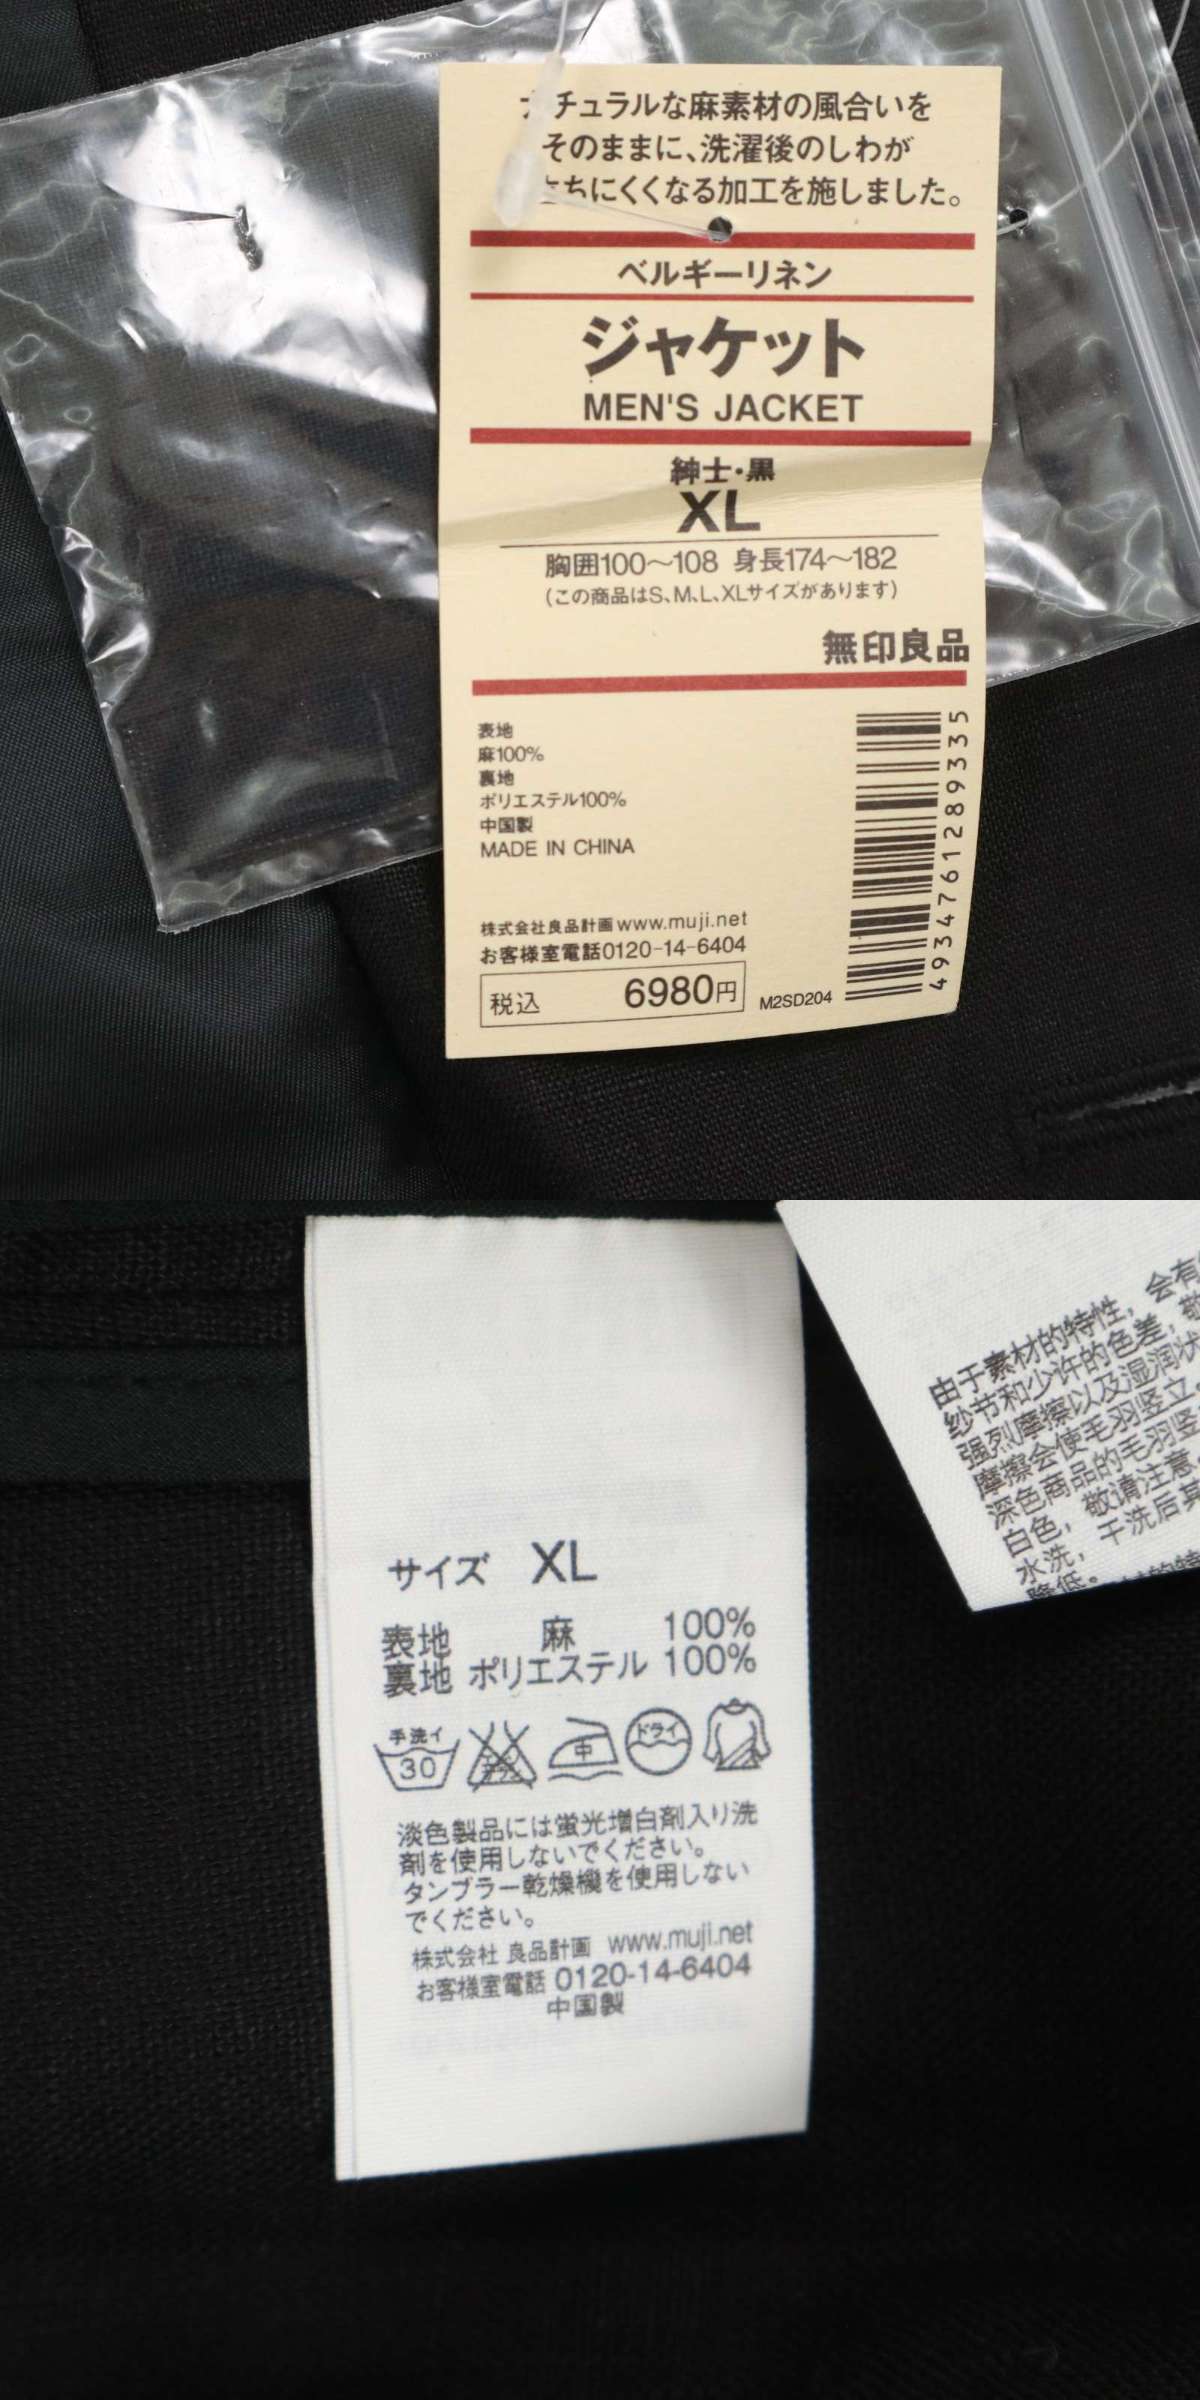 ナチュラルな麻素材の風合いを
そのままに、洗濯後のしわが
立ちにくくなる加工を施しました。
ベルギーリネン
ジャケット
MEN'S JACKET
紳士・黒
XL
胸囲100〜108 身長174〜182
(この商品はS、M、L、XLサイズがあります)
無印良品
表地
麻100%
裏地
ポリエステル100%
中国製
MADE IN CHINA
株式会社良品計画 www.muji.net
お客様室電話0120-14-6404
税込 6980円
M2SD204
4934761289335
サイズ XL
表地 麻 100%
裏地 ポリエステル 100%
手洗イ
30
エンソ
サラシ
中
ドライ
淡色製品には蛍光増白剤入り洗
剤を使用しないでください。
タンブラー乾燥機を使用しない
でください。
株式会社 良品計画 www.muji.net
お客様室電話 0120-14-6404
中国製
由于素材的特性，会有
纱节和少许的色差，敬
强烈摩擦以及湿润状
摩擦会使毛羽竖立。
深色商品的毛羽竖
白色，敬请注意。
水洗，干洗后其
降低。